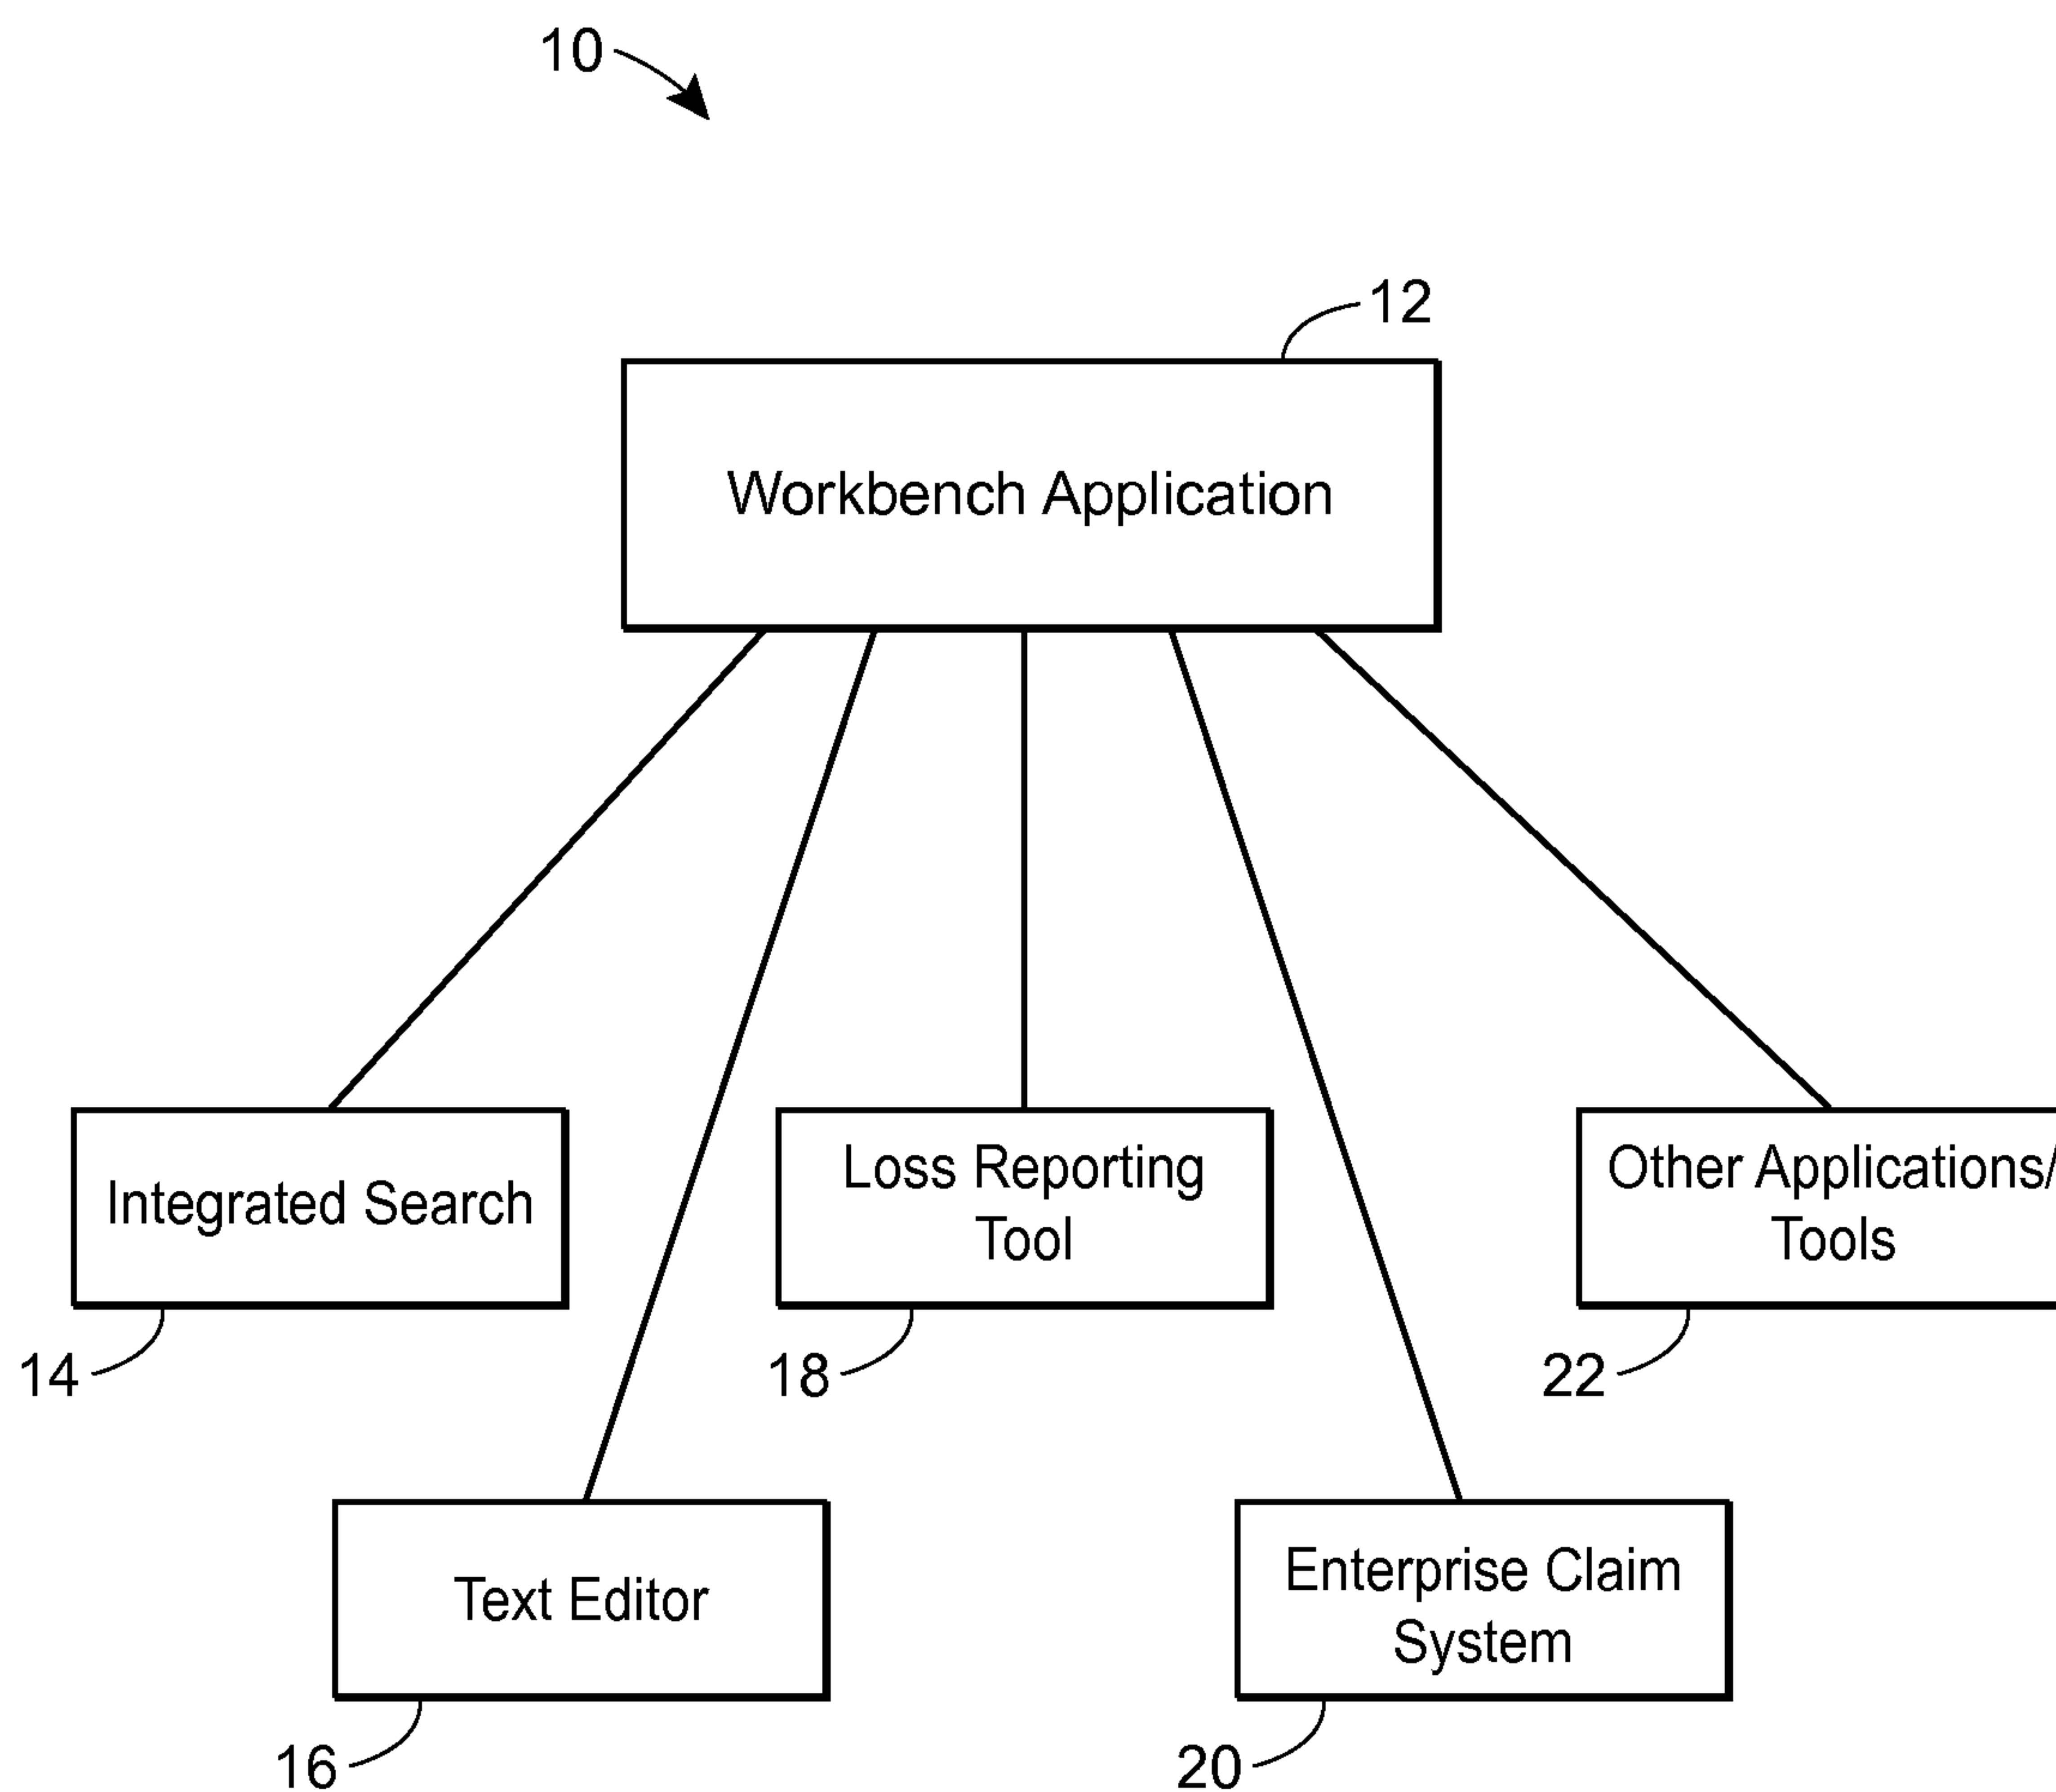 10
12
Workbench Application
Integrated Search
Loss Reporting
Tool
Other Applications/
Tools
14
18
22
Text Editor
Enterprise Claim
System
16
20